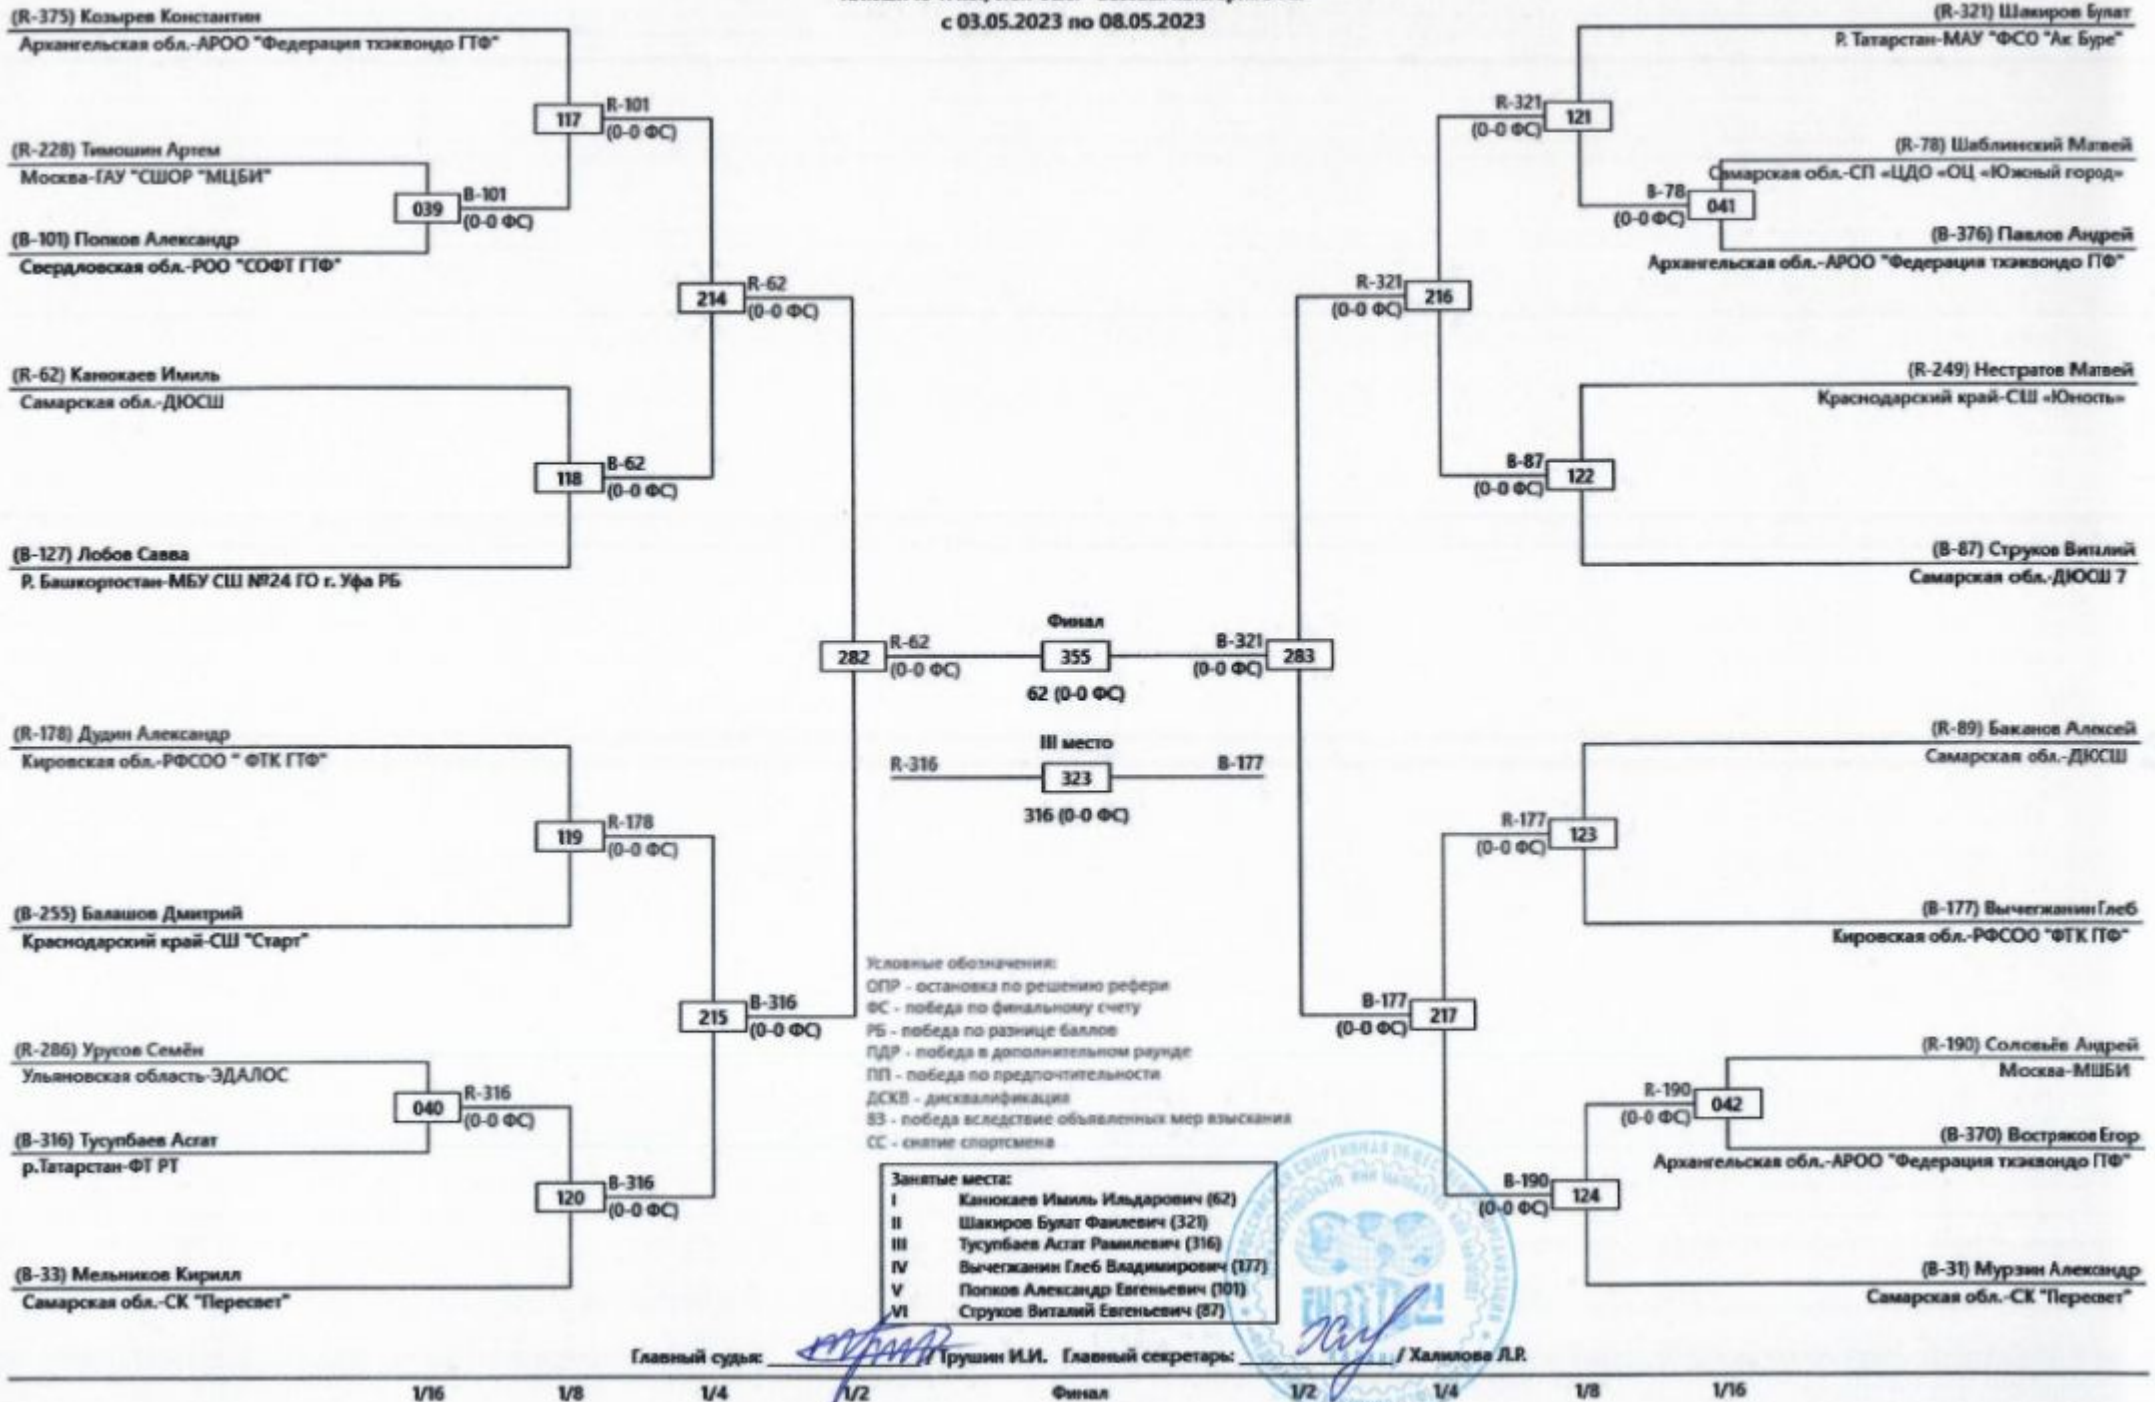 с 03.05.2023 по 08.05.2023
(R-375) Козырев Константин
Архангельская обл.-АРОО "Федерация тхэквондо ГТФ"
117
R-101
(0-0 ФС)
(R-228) Тимошин Артем
Москва-ГАУ "СШОР "МЦБИ"
039
B-101
(0-0 ФС)
(B-101) Попков Александр
Свердловская обл.-РОО "СОФТ ГТФ"
214
R-62
(0-0 ФС)
(R-62) Канюкаев Имиль
Самарская обл.-ДЮСШ
118
B-62
(0-0 ФС)
(B-127) Лобов Савва
Р. Башкортостан-МБУ СШ №24 ГО г. Уфа РБ
282
R-62
(0-0 ФС)
(R-178) Дудин Александр
Кировская обл.-РФСОО " ФТК ГТФ"
119
R-178
(0-0 ФС)
(B-255) Балашов Дмитрий
Краснодарский край-СШ "Старт"
215
B-316
(0-0 ФС)
(R-286) Урусов Семён
Ульяновская область-ЭДАЛОС
040
R-316
(0-0 ФС)
(B-316) Тусупбаев Асгат
р.Татарстан-ФТ РТ
120
B-316
(0-0 ФС)
(B-33) Мельников Кирилл
Самарская обл.-СК "Пересвет"
Финал
355
62 (0-0 ФС)
III место
R-316
323
B-177
316 (0-0 ФС)
(R-321) Шакиров Булат
Р. Татарстан-МАУ "ФСО "Ак Буре"
R-321
(0-0 ФС)
121
(R-78) Шаблинский Матвей
Самарская обл.-СП «ЦДО «ОЦ «Южный город»
B-78
(0-0 ФС)
041
(B-376) Павлов Андрей
Архангельская обл.-АРОО "Федерация тхэквондо ГТФ"
R-321
(0-0 ФС)
216
(R-249) Нестратов Матвей
Краснодарский край-СШ «Юность»
B-87
(0-0 ФС)
122
(B-87) Струков Виталий
Самарская обл.-ДЮСШ 7
B-321
(0-0 ФС)
283
(R-89) Баканов Алексей
Самарская обл.-ДЮСШ
R-177
(0-0 ФС)
123
(B-177) Вычегжанин Глеб
Кировская обл.-РФСОО "ФТК ГТФ"
B-177
(0-0 ФС)
217
(R-190) Соловьёв Андрей
Москва-МШБИ
R-190
(0-0 ФС)
042
(B-370) Востряков Егор
Архангельская обл.-АРОО "Федерация тхэквондо ГТФ"
B-190
(0-0 ФС)
124
(B-31) Мурзин Александр
Самарская обл.-СК "Пересвет"
Условные обозначения:
ОПР - остановка по решению рефери
ФС - победа по финальному счету
РБ - победа по разнице баллов
ПДР - победа в дополнительном раунде
ПП - победа по предпочтительности
ДСКВ - дисквалификация
ВЗ - победа вследствие объявленных мер взыскания
СС - снятие спортсмена
Занятые места:
I Канюкаев Имиль Ильдарович (62)
II Шакиров Булат Фаилевич (321)
III Тусупбаев Асгат Рамилевич (316)
IV Вычегжанин Глеб Владимирович (177)
V Попков Александр Евгеньевич (101)
VI Струков Виталий Евгеньевич (87)
Главный судья: / Трушин И.И. Главный секретарь: / Халилова Л.Р.
1/16 1/8 1/4 1/2 Финал 1/2 1/4 1/8 1/16